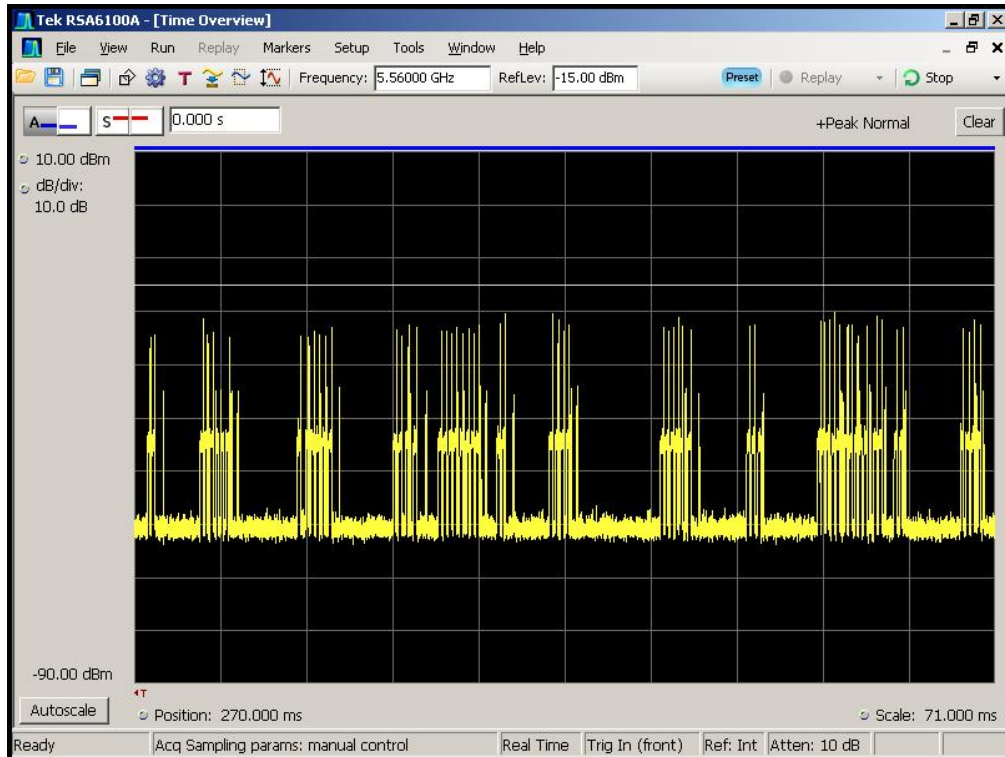 Tek RSA6100A - [Time Overview]
File View Run Replay Markers Setup Tools Window Help
T Frequency: 5.56000 GHz RefLev: -15.00 dBm Preset Replay Stop
A S 0.000 s +Peak Normal Clear
10.00 dBm
dB/div:
10.0 dB
-90.00 dBm
T
Autoscale Position: 270.000 ms Scale: 71.000 ms
Ready Acq Sampling params: manual control Real Time Trig In (front) Ref: Int Atten: 10 dB